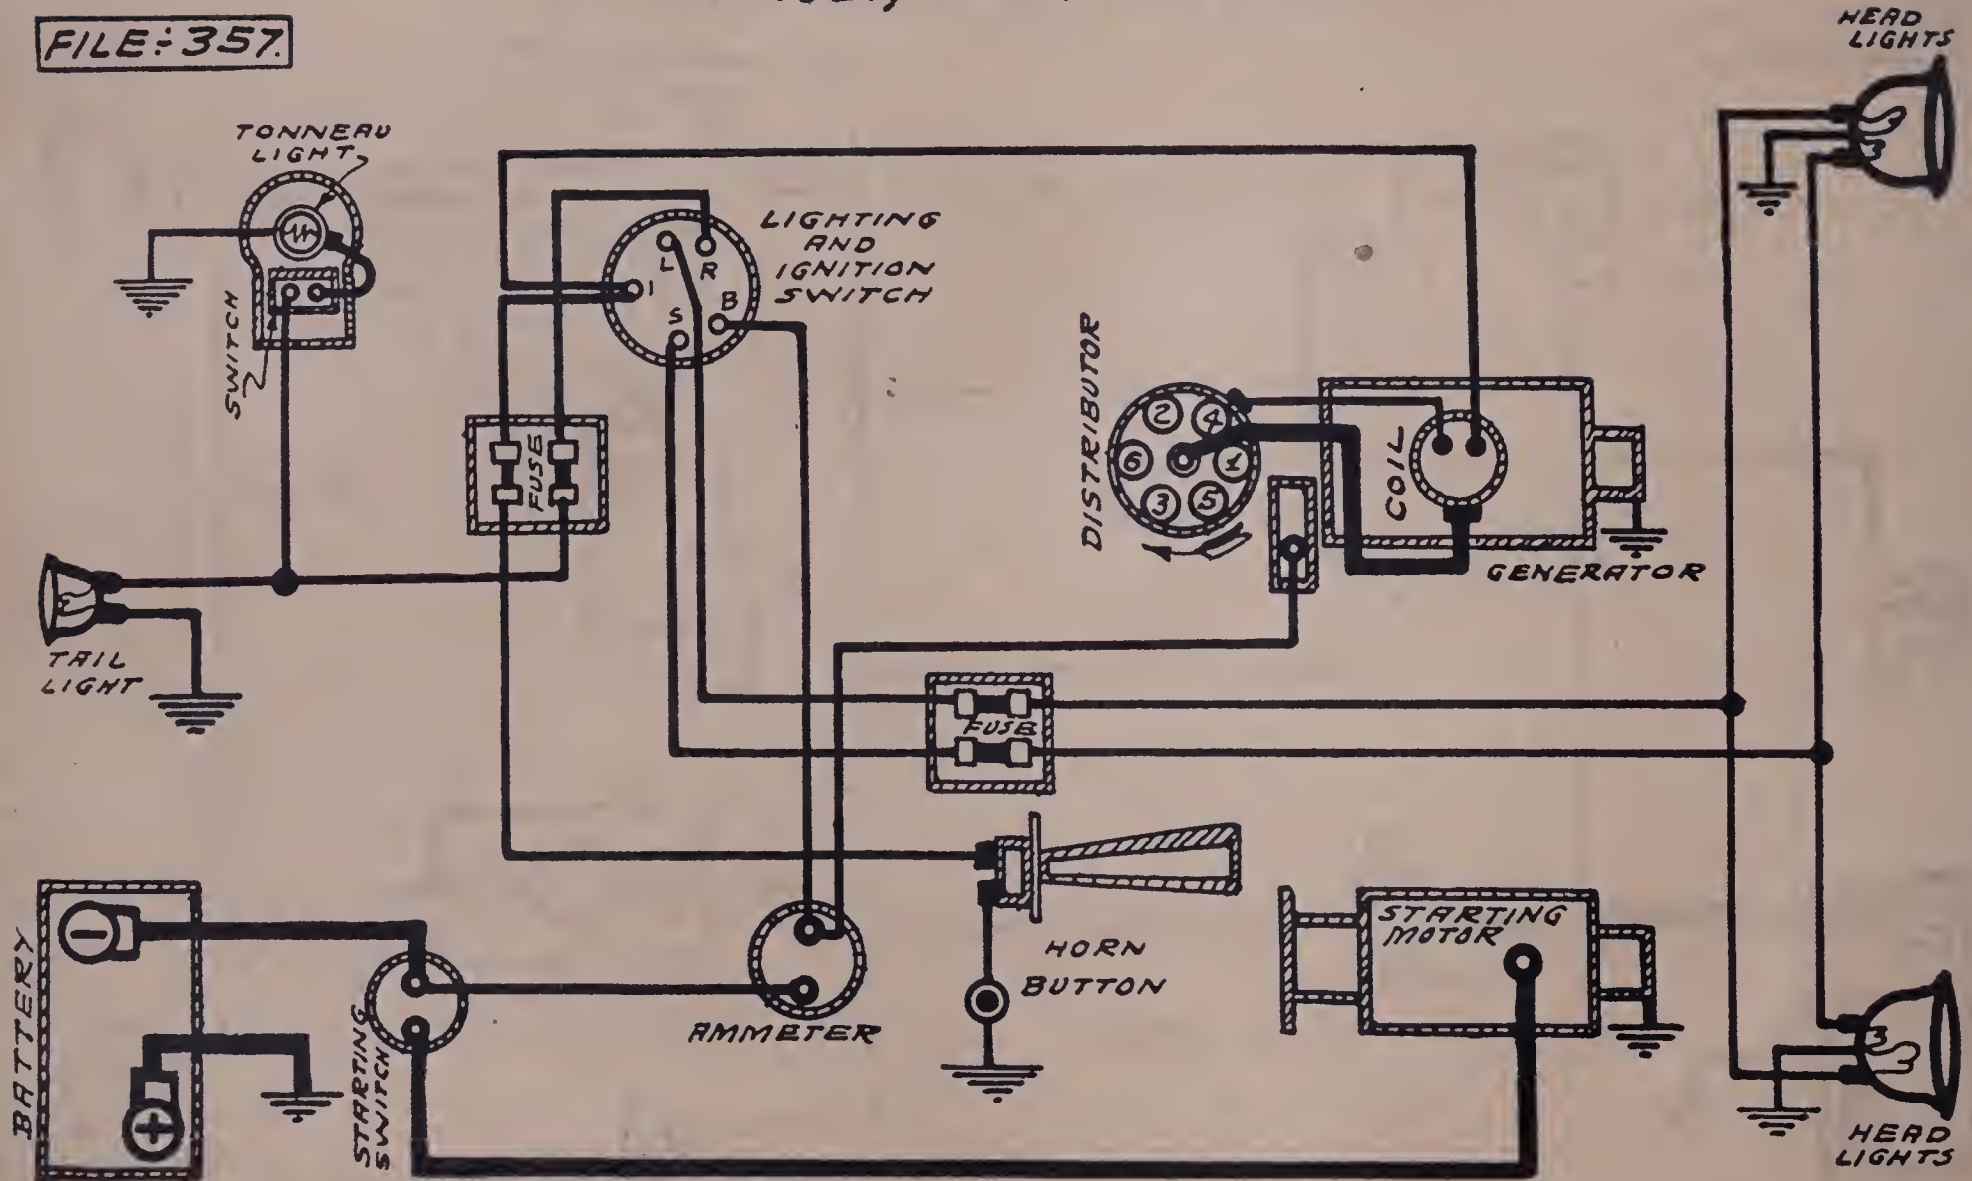 FILE÷357.
HEAD
LIGHTS
TONNEAU
LIGHT
SWITCH
LIGHTING
AND
IGNITION
SWITCH
L
R
I
B
S
FUSE
DISTRIBUTOR
2
4
6
1
3
5
COIL
GENERATOR
TAIL
LIGHT
FUSE
BATTERY
-
+
STARTING
SWITCH
AMMETER
HORN
BUTTON
STARTING
MOTOR
HEAD
LIGHTS